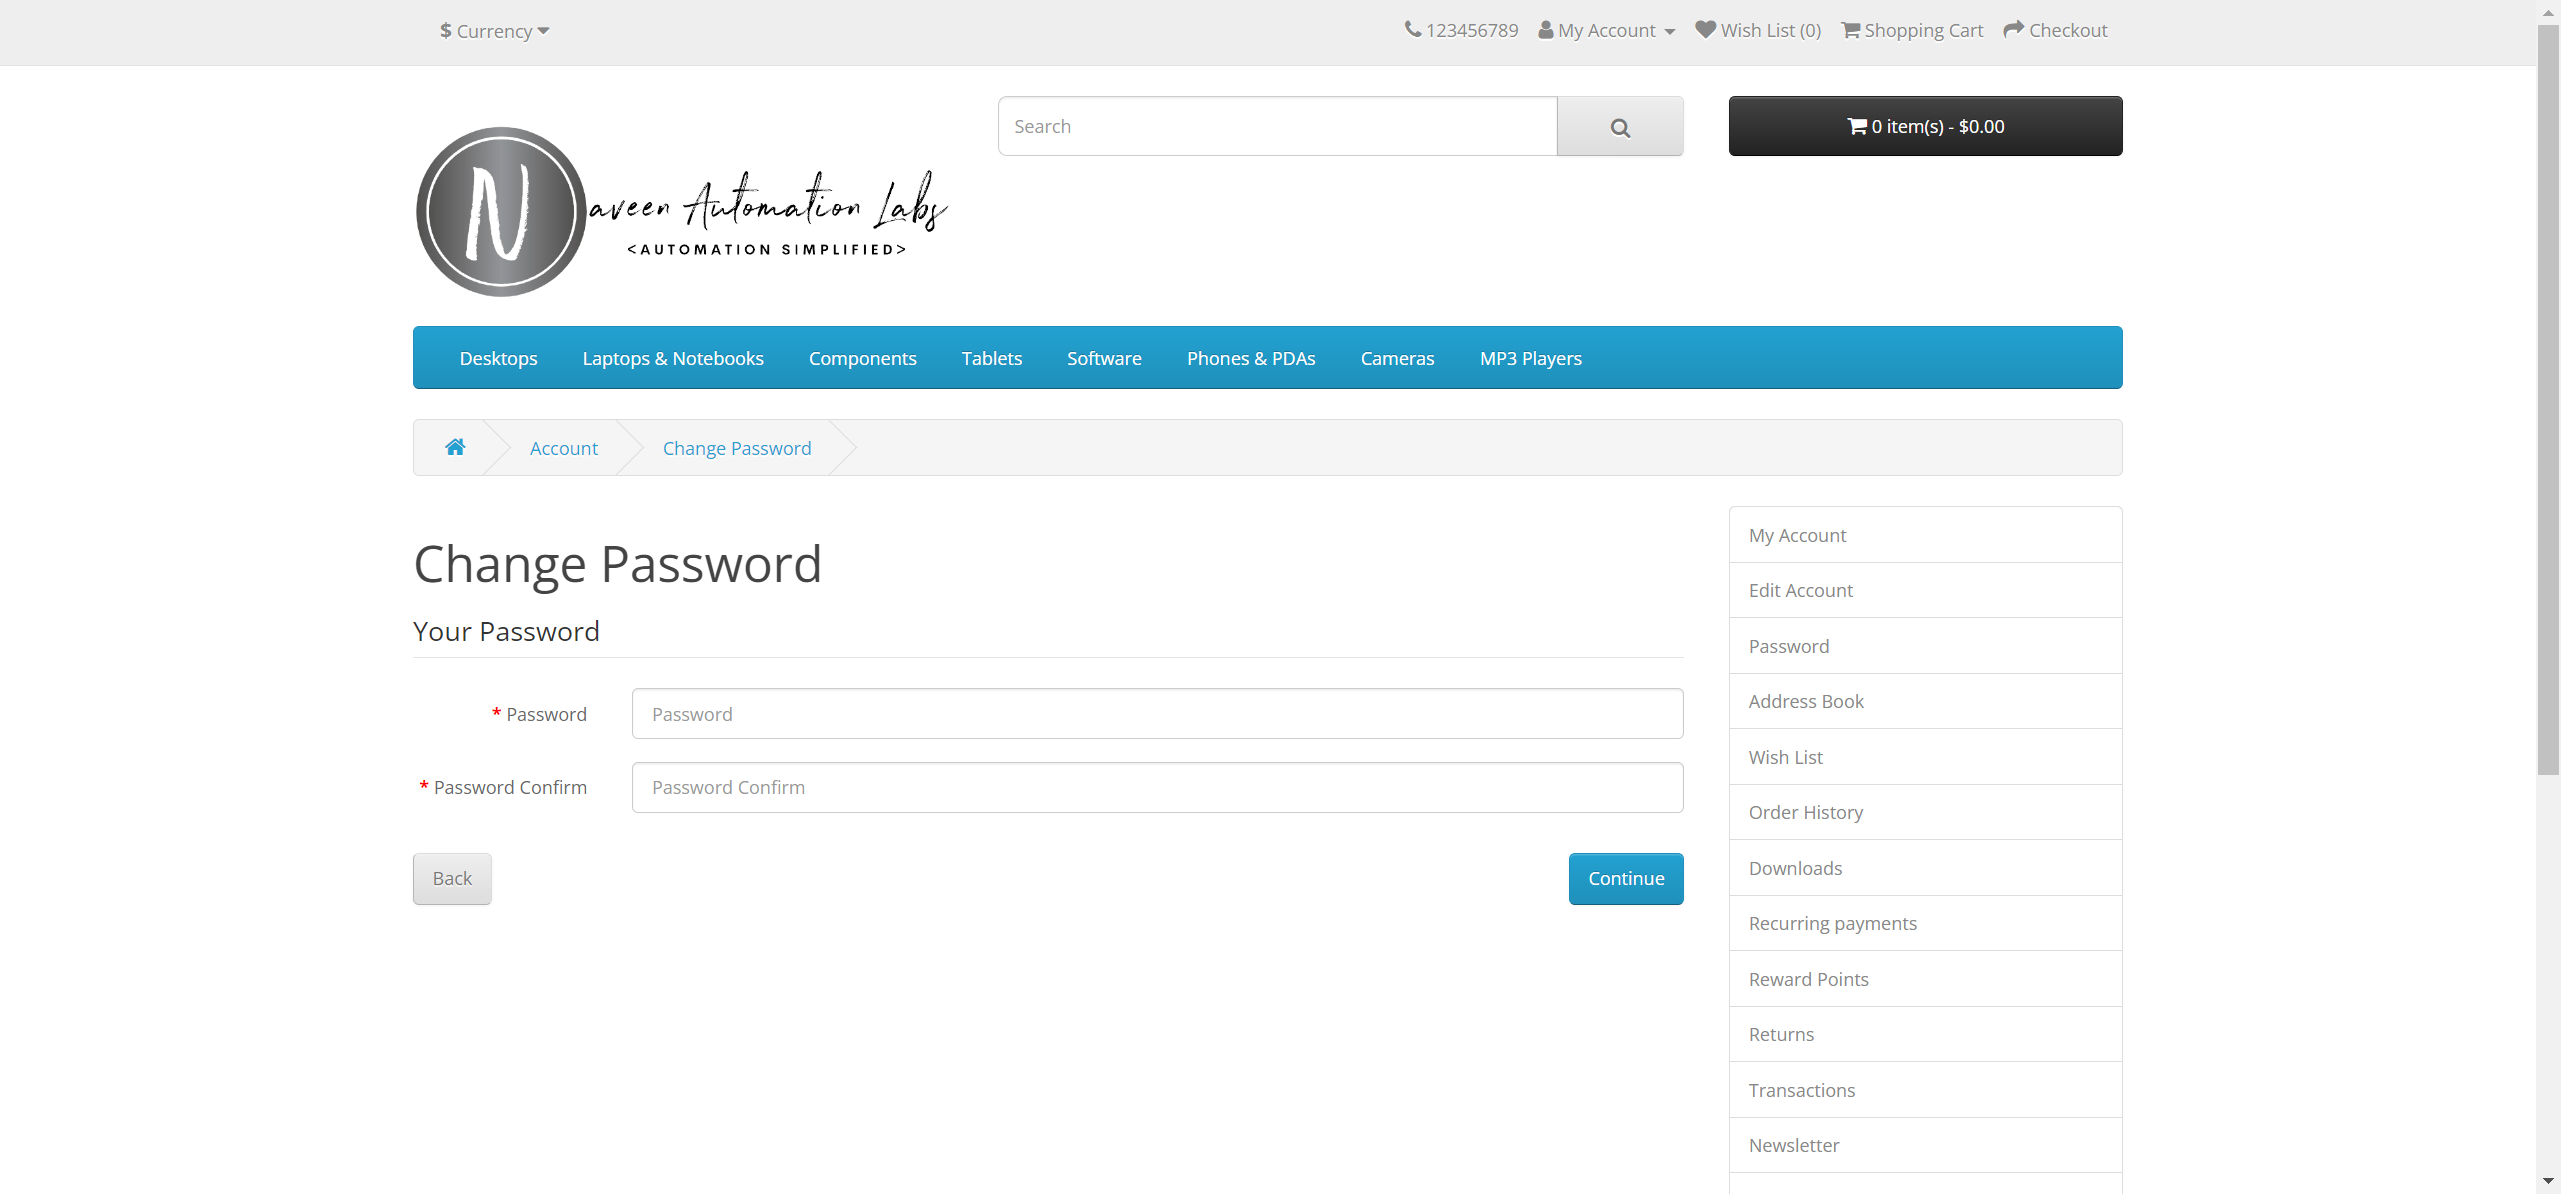 $ Currency
123456789 My Account Wish List (0) Shopping Cart Checkout
Search
0 item(s) - $0.00
Naveen Automation Labs
<AUTOMATION SIMPLIFIED>
Desktops Laptops & Notebooks Components Tablets Software Phones & PDAs Cameras MP3 Players
Account Change Password
Change Password
Your Password
* Password Password
* Password Confirm Password Confirm
Back Continue
My Account
Edit Account
Password
Address Book
Wish List
Order History
Downloads
Recurring payments
Reward Points
Returns
Transactions
Newsletter